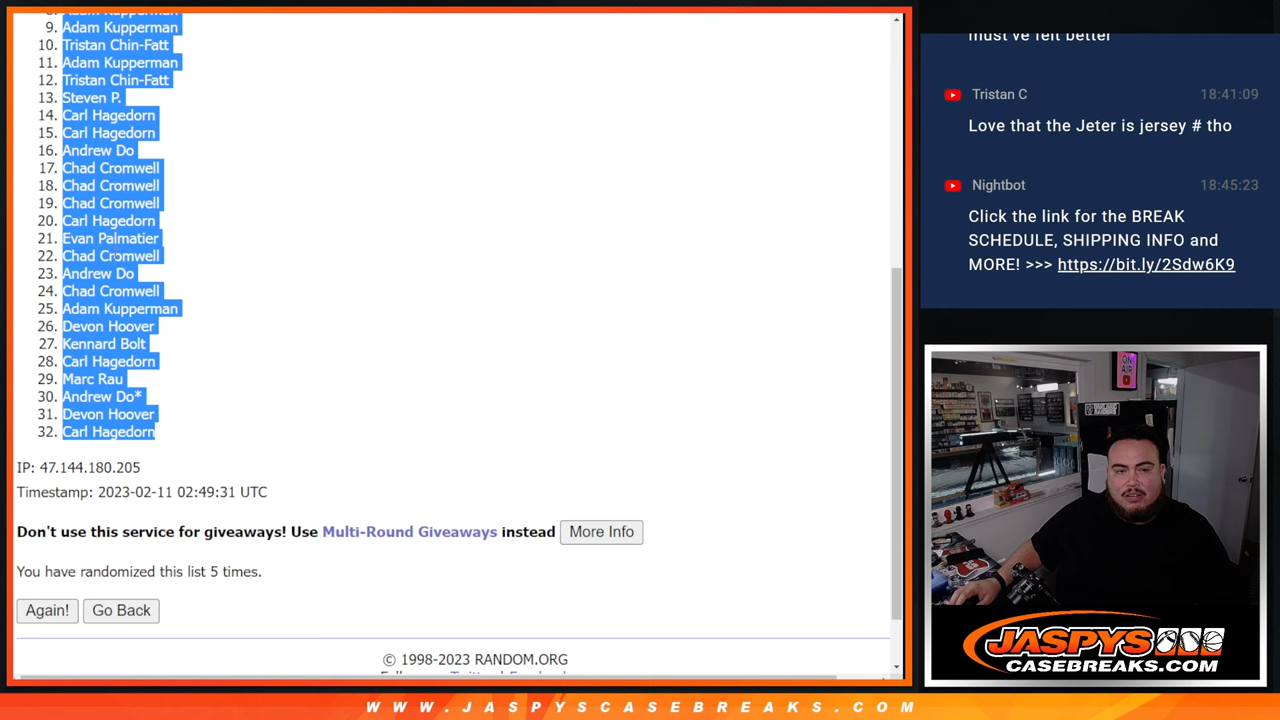 9. Adam Kupperman
10. Tristan Chin-Fatt
11. Adam Kupperman
12. Tristan Chin-Fatt
13. Steven P.
14. Carl Hagedorn
15. Carl Hagedorn
16. Andrew Do
17. Chad Cromwell
18. Chad Cromwell
19. Chad Cromwell
20. Carl Hagedorn
21. Evan Palmatier
22. Chad Cromwell
23. Andrew Do
24. Chad Cromwell
25. Adam Kupperman
26. Devon Hoover
27. Kennard Bolt
28. Carl Hagedorn
29. Marc Rau
30. Andrew Do*
31. Devon Hoover
32. Carl Hagedorn
IP: 47.144.180.205
Timestamp: 2023-02-11 02:49:31 UTC
Don't use this service for giveaways! Use Multi-Round Giveaways instead More Info
You have randomized this list 5 times.
Again! Go Back
© 1998-2023 RANDOM.ORG
must've felt better
Tristan C 18:41:09
Love that the Jeter is jersey # tho
Nightbot 18:45:23
Click the link for the BREAK
SCHEDULE, SHIPPING INFO and
MORE! >>> https://bit.ly/2Sdw6K9
ON
AIR
JASPYS
CASEBREAKS.COM
WWW.JASPYSCASEBREAKS.COM